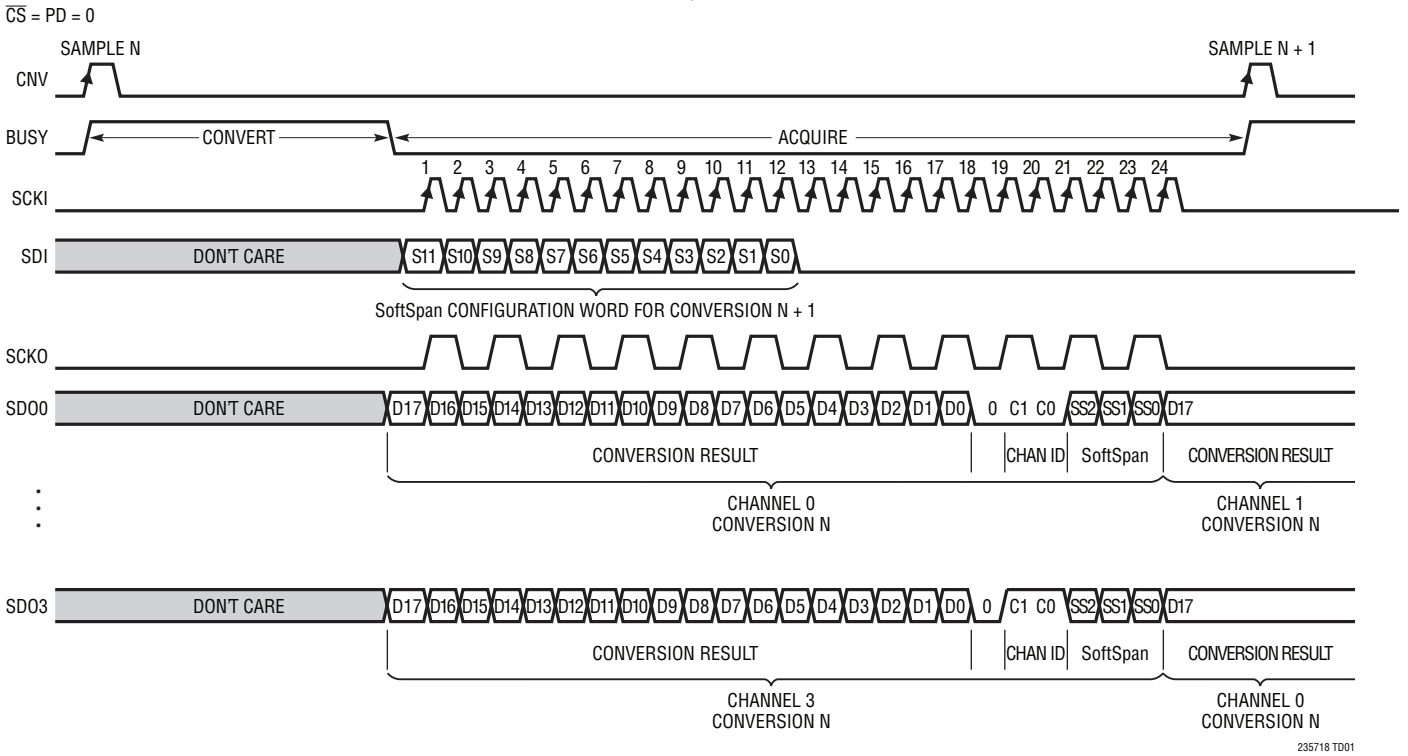 CS = PD = 0
SAMPLE N SAMPLE N + 1
CNV
BUSY CONVERT ACQUIRE
1 2 3 4 5 6 7 8 9 10 11 12 13 14 15 16 17 18 19 20 21 22 23 24
SCKI
SDI DON'T CARE S11 S10 S9 S8 S7 S6 S5 S4 S3 S2 S1 S0
SoftSpan CONFIGURATION WORD FOR CONVERSION N + 1
SCKO
SDO0 DON'T CARE D17 D16 D15 D14 D13 D12 D11 D10 D9 D8 D7 D6 D5 D4 D3 D2 D1 D0 0 C1 C0 SS2 SS1 SS0 D17
CONVERSION RESULT CHAN ID SoftSpan CONVERSION RESULT
CHANNEL 0 CHANNEL 1
CONVERSION N CONVERSION N
SDO3 DON'T CARE D17 D16 D15 D14 D13 D12 D11 D10 D9 D8 D7 D6 D5 D4 D3 D2 D1 D0 0 C1 C0 SS2 SS1 SS0 D17
CONVERSION RESULT CHAN ID SoftSpan CONVERSION RESULT
CHANNEL 3 CHANNEL 0
CONVERSION N CONVERSION N
235718 TD01